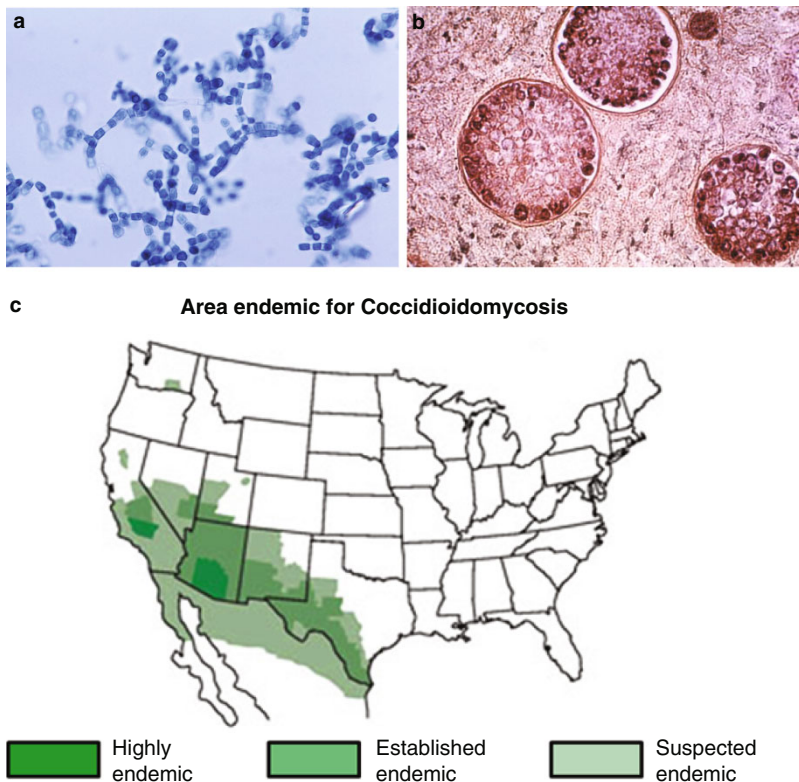 a
b
c
Area endemic for Coccidioidomycosis
Highly
endemic
Established
endemic
Suspected
endemic